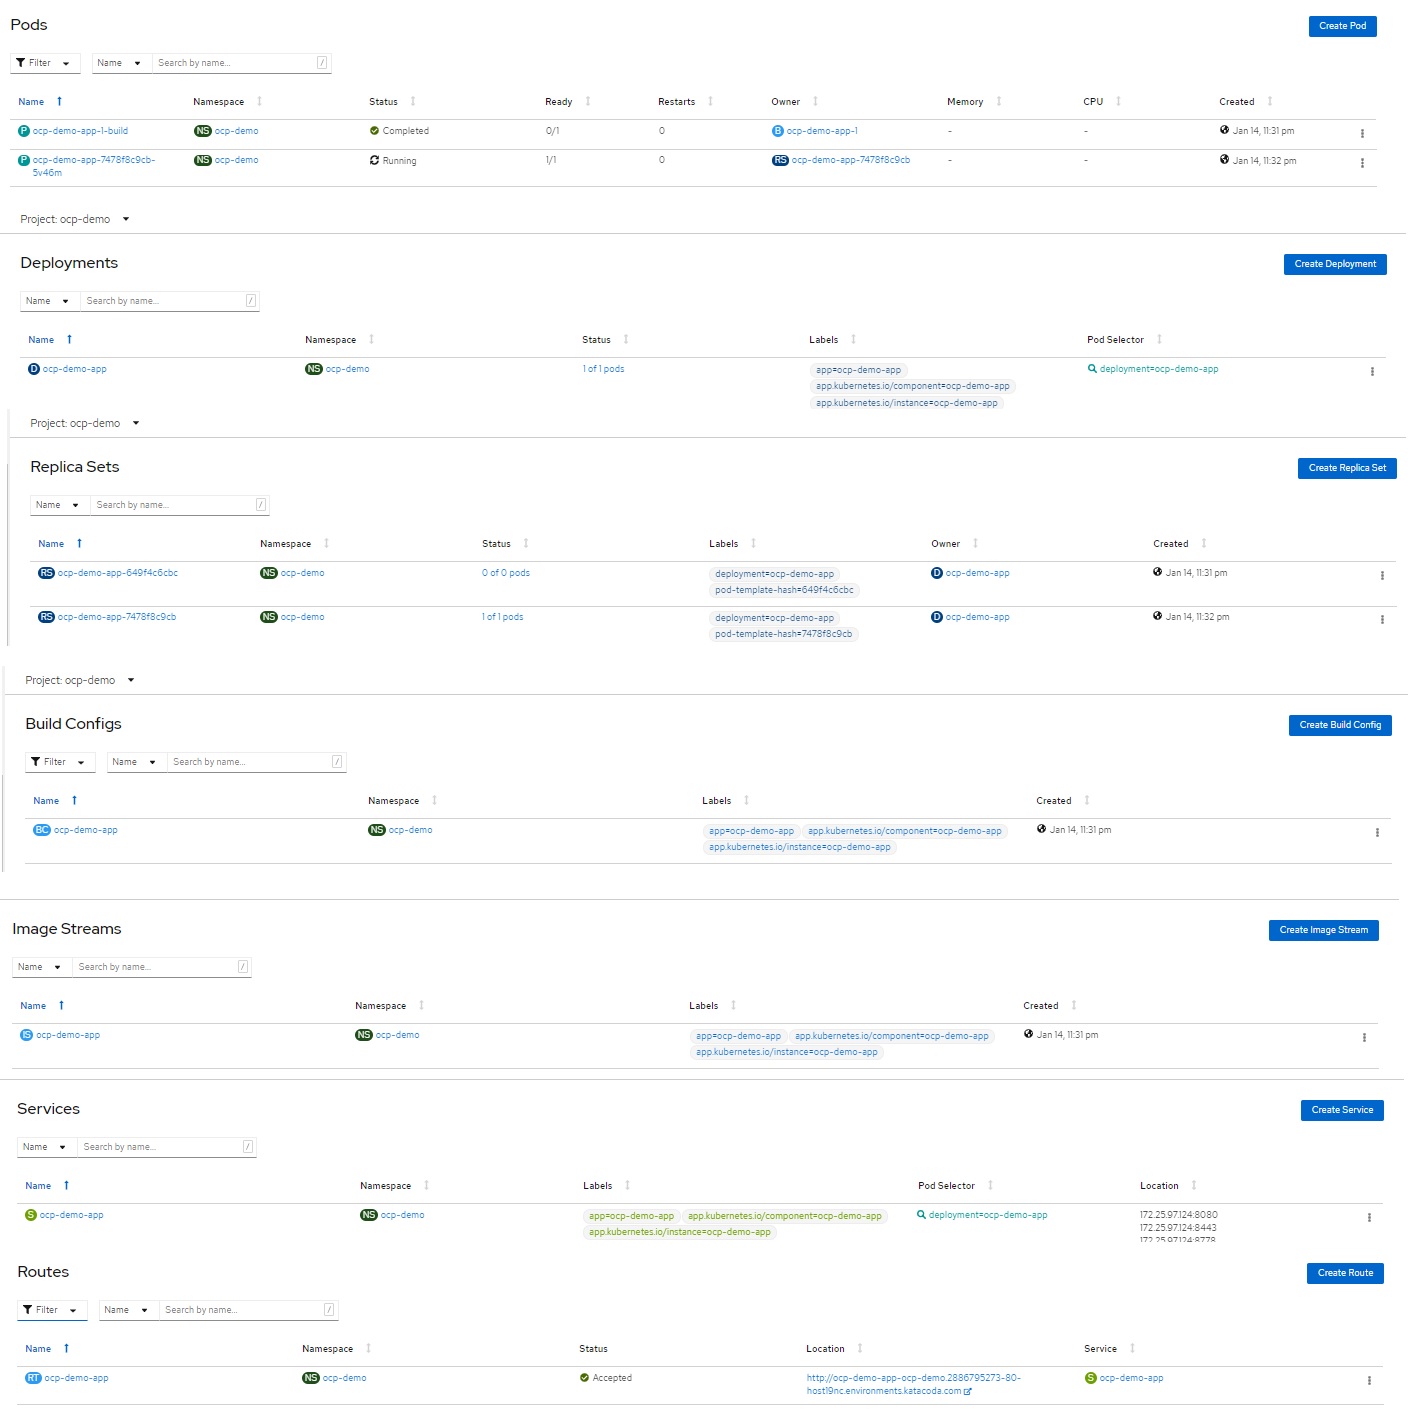 Pods
Create Pod
Filter Name Search by name... /
Name Namespace Status Ready Restarts Owner Memory CPU Created
P ocp-demo-app-1-build NS ocp-demo Completed 0/1 0 B ocp-demo-app-1 - - Jan 14, 11:31 pm
P ocp-demo-app-7478f8c9cb- NS ocp-demo Running 1/1 0 RS ocp-demo-app-7478f8c9cb - - Jan 14, 11:32 pm
5v46m
Project: ocp-demo
Deployments
Create Deployment
Name Search by name... /
Name Namespace Status Labels Pod Selector
D ocp-demo-app NS ocp-demo 1 of 1 pods app=ocp-demo-app deployment=ocp-demo-app
app.kubernetes.io/component=ocp-demo-app
app.kubernetes.io/instance=ocp-demo-app
Project: ocp-demo
Replica Sets
Create Replica Set
Name Search by name... /
Name Namespace Status Labels Owner Created
RS ocp-demo-app-649f4c6cbc NS ocp-demo 0 of 0 pods deployment=ocp-demo-app D ocp-demo-app Jan 14, 11:31 pm
pod-template-hash=649f4c6cbc
RS ocp-demo-app-7478f8c9cb NS ocp-demo 1 of 1 pods deployment=ocp-demo-app D ocp-demo-app Jan 14, 11:32 pm
pod-template-hash=7478f8c9cb
Project: ocp-demo
Build Configs
Create Build Config
Filter Name Search by name... /
Name Namespace Labels Created
BC ocp-demo-app NS ocp-demo app=ocp-demo-app app.kubernetes.io/component=ocp-demo-app Jan 14, 11:31 pm
app.kubernetes.io/instance=ocp-demo-app
Image Streams
Create Image Stream
Name Search by name... /
Name Namespace Labels Created
IS ocp-demo-app NS ocp-demo app=ocp-demo-app app.kubernetes.io/component=ocp-demo-app Jan 14, 11:31 pm
app.kubernetes.io/instance=ocp-demo-app
Services
Create Service
Name Search by name... /
Name Namespace Labels Pod Selector Location
S ocp-demo-app NS ocp-demo app=ocp-demo-app app.kubernetes.io/component=ocp-demo-app deployment=ocp-demo-app 172.25.97.124:8080
app.kubernetes.io/instance=ocp-demo-app 172.25.97.124:8443
172.25.97.124:8778
Routes
Create Route
Filter Name Search by name... /
Name Namespace Status Location Service
RT ocp-demo-app NS ocp-demo Accepted http://ocp-demo-app-ocp-demo.2886795273-80- S ocp-demo-app
host19nc.environments.katacoda.com